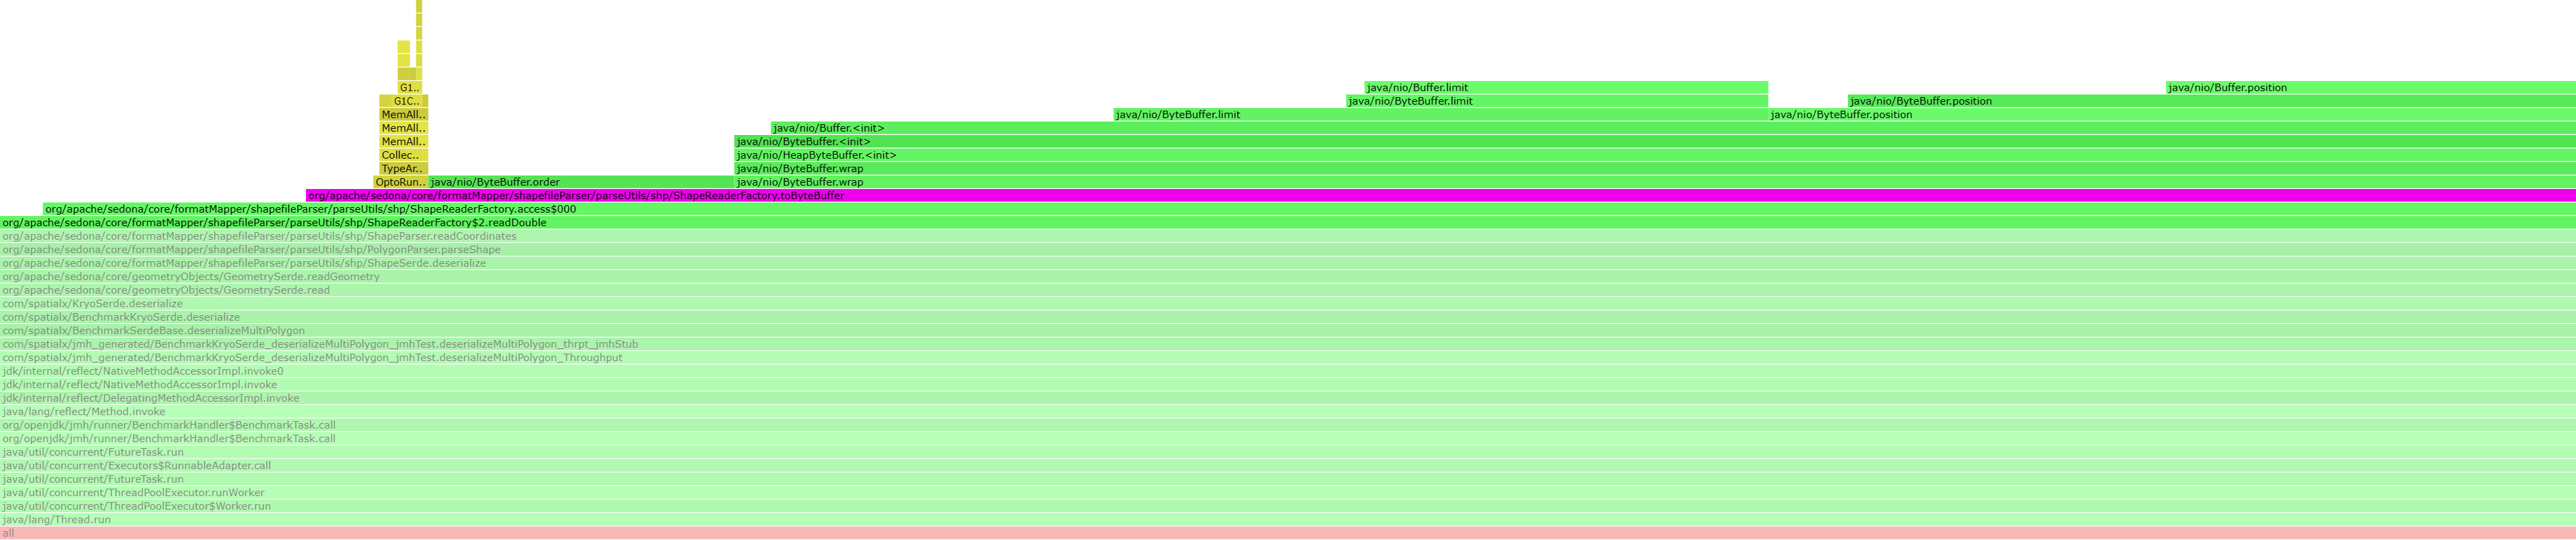 G1..
java/nio/Buffer.limit
java/nio/Buffer.position
G1C..
java/nio/ByteBuffer.limit
java/nio/ByteBuffer.position
MemAll..
java/nio/ByteBuffer.limit
java/nio/ByteBuffer.position
MemAll..
java/nio/Buffer.<init>
MemAll..
java/nio/ByteBuffer.<init>
Collec..
java/nio/HeapByteBuffer.<init>
TypeAr..
java/nio/ByteBuffer.wrap
OptoRun..
java/nio/ByteBuffer.order
java/nio/ByteBuffer.wrap
org/apache/sedona/core/formatMapper/shapefileParser/parseUtils/shp/ShapeReaderFactory.toByteBuffer
org/apache/sedona/core/formatMapper/shapefileParser/parseUtils/shp/ShapeReaderFactory.access$000
org/apache/sedona/core/formatMapper/shapefileParser/parseUtils/shp/ShapeReaderFactory$2.readDouble
org/apache/sedona/core/formatMapper/shapefileParser/parseUtils/shp/ShapeParser.readCoordinates
org/apache/sedona/core/formatMapper/shapefileParser/parseUtils/shp/PolygonParser.parseShape
org/apache/sedona/core/formatMapper/shapefileParser/parseUtils/shp/ShapeSerde.deserialize
org/apache/sedona/core/geometryObjects/GeometrySerde.readGeometry
org/apache/sedona/core/geometryObjects/GeometrySerde.read
com/spatialx/KryoSerde.deserialize
com/spatialx/BenchmarkKryoSerde.deserialize
com/spatialx/BenchmarkSerdeBase.deserializeMultiPolygon
com/spatialx/jmh_generated/BenchmarkKryoSerde_deserializeMultiPolygon_jmhTest.deserializeMultiPolygon_thrpt_jmhStub
com/spatialx/jmh_generated/BenchmarkKryoSerde_deserializeMultiPolygon_jmhTest.deserializeMultiPolygon_Throughput
jdk/internal/reflect/NativeMethodAccessorImpl.invoke0
jdk/internal/reflect/NativeMethodAccessorImpl.invoke
jdk/internal/reflect/DelegatingMethodAccessorImpl.invoke
java/lang/reflect/Method.invoke
org/openjdk/jmh/runner/BenchmarkHandler$BenchmarkTask.call
org/openjdk/jmh/runner/BenchmarkHandler$BenchmarkTask.call
java/util/concurrent/FutureTask.run
java/util/concurrent/Executors$RunnableAdapter.call
java/util/concurrent/FutureTask.run
java/util/concurrent/ThreadPoolExecutor.runWorker
java/util/concurrent/ThreadPoolExecutor$Worker.run
java/lang/Thread.run
all